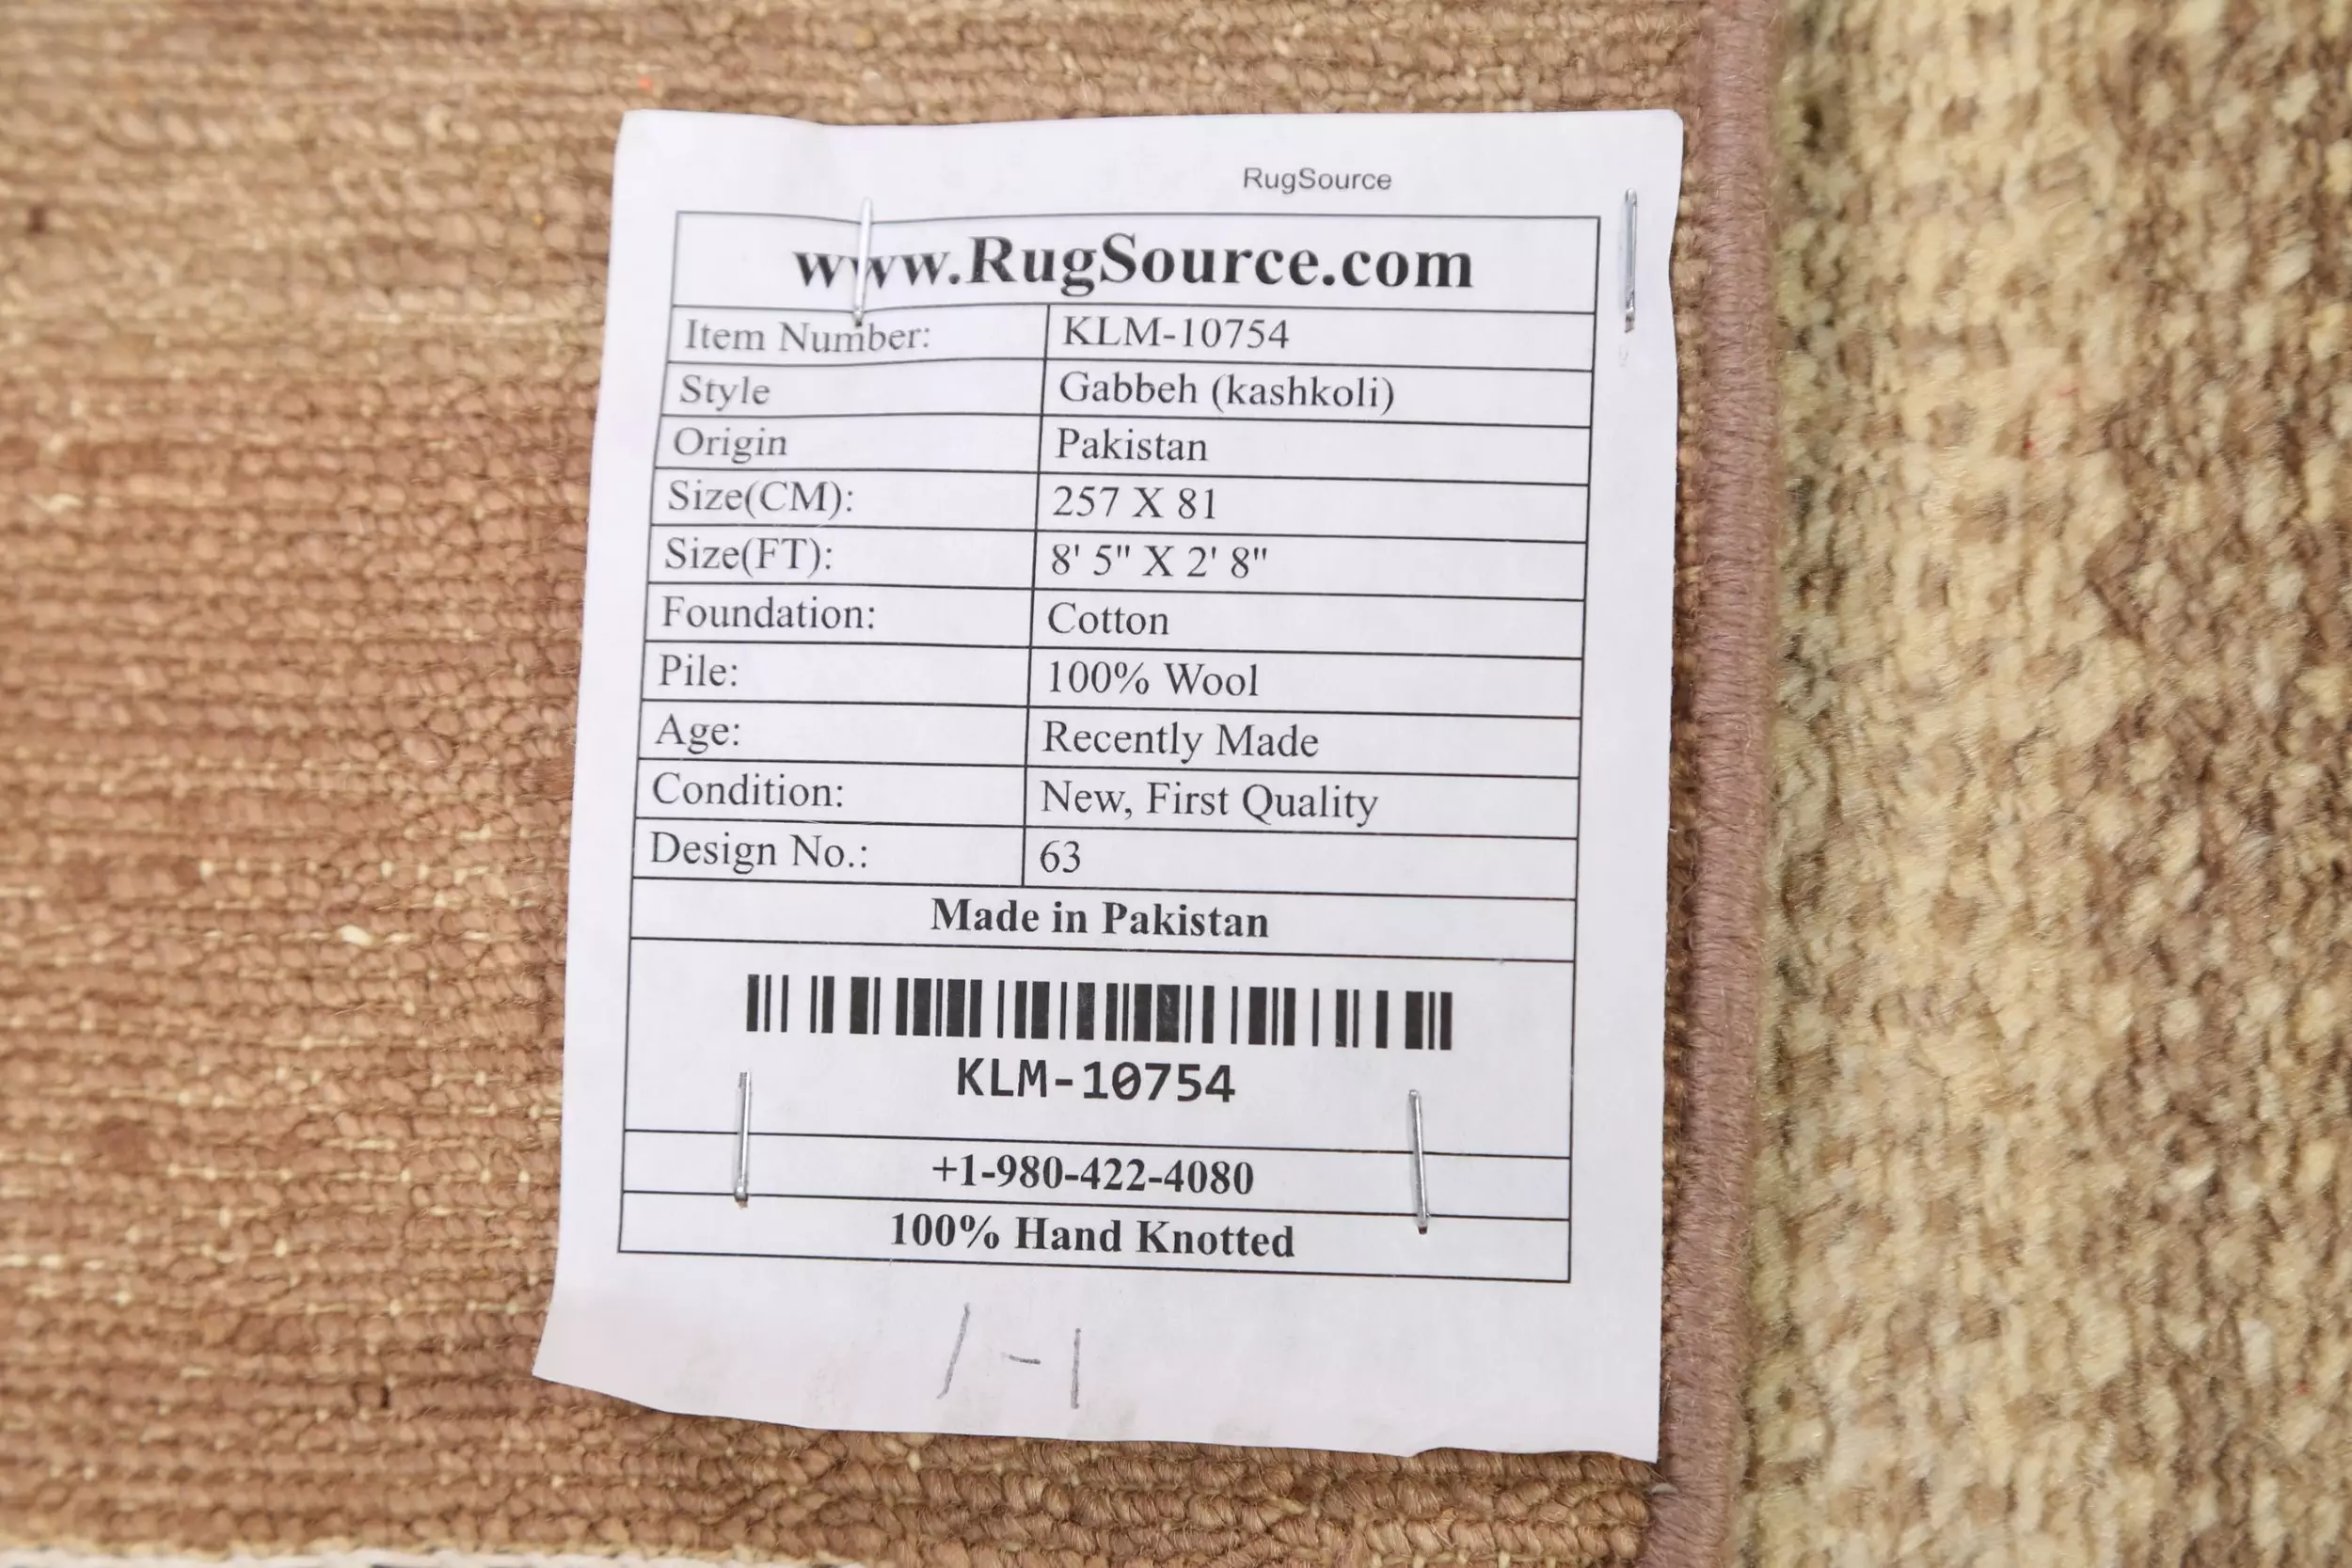 RugSource
www.RugSource.com
Item Number: KLM-10754
Style Gabbeh (kashkoli)
Origin Pakistan
Size(CM): 257 X 81
Size(FT): 8' 5" X 2' 8"
Foundation: Cotton
Pile: 100% Wool
Age: Recently Made
Condition: New, First Quality
Design No.: 63
Made in Pakistan
KLM-10754
+1-980-422-4080
100% Hand Knotted
1-1